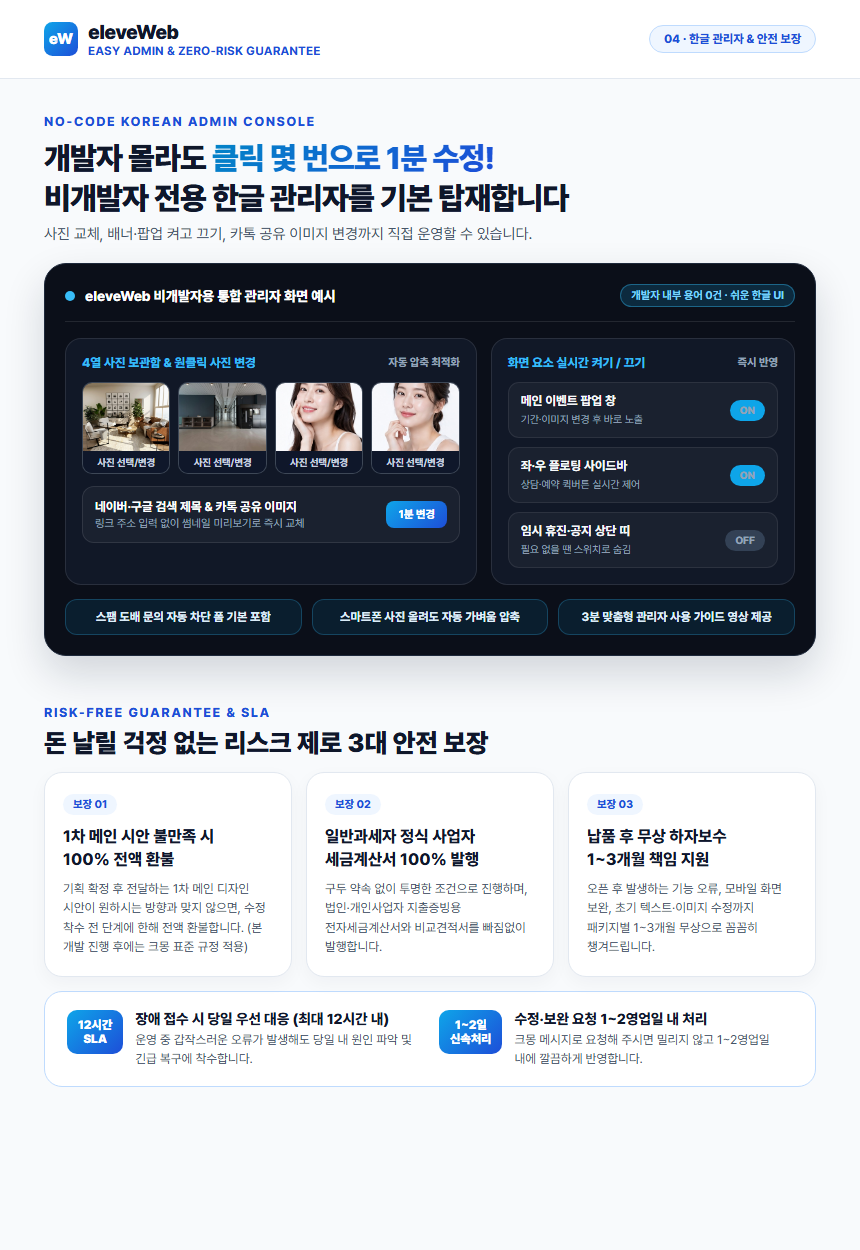 eW
eleveWeb
EASY ADMIN & ZERO-RISK GUARANTEE
04 · 한글 관리자 & 안전 보장
NO-CODE KOREAN ADMIN CONSOLE
개발자 몰라도 클릭 몇 번으로 1분 수정!
비개발자 전용 한글 관리자를 기본 탑재합니다
사진 교체, 배너·팝업 켜고 끄기, 카톡 공유 이미지 변경까지 직접 운영할 수 있습니다.
eleveWeb 비개발자용 통합 관리자 화면 예시
개발자 내부 용어 0건 · 쉬운 한글 UI
4열 사진 보관함 & 원클릭 사진 변경
자동 압축 최적화
사진 선택/변경
사진 선택/변경
사진 선택/변경
사진 선택/변경
네이버·구글 검색 제목 & 카톡 공유 이미지
링크 주소 입력 없이 썸네일 미리보기로 즉시 교체
1분 변경
화면 요소 실시간 켜기 / 끄기
즉시 반영
메인 이벤트 팝업 창
기간·이미지 변경 후 바로 노출
ON
좌·우 플로팅 사이드바
상담·예약 퀵버튼 실시간 제어
ON
임시 휴진·공지 상단 띠
필요 없을 땐 스위치로 숨김
OFF
스팸 도배 문의 자동 차단 폼 기본 포함
스마트폰 사진 올려도 자동 가벼움 압축
3분 맞춤형 관리자 사용 가이드 영상 제공
RISK-FREE GUARANTEE & SLA
돈 날릴 걱정 없는 리스크 제로 3대 안전 보장
보장 01
1차 메인 시안 불만족 시
100% 전액 환불
기획 확정 후 전달하는 1차 메인 디자인
시안이 원하시는 방향과 맞지 않으면, 수정
착수 전 단계에 한해 전액 환불합니다. (본
개발 진행 후에는 크몽 표준 규정 적용)
보장 02
일반과세자 정식 사업자
세금계산서 100% 발행
구두 약속 없이 투명한 조건으로 진행하며,
법인·개인사업자 지출증빙용
전자세금계산서와 비교견적서를 빠짐없이
발행합니다.
보장 03
납품 후 무상 하자보수
1~3개월 책임 지원
오픈 후 발생하는 기능 오류, 모바일 화면
보완, 초기 텍스트·이미지 수정까지
패키지별 1~3개월 무상으로 꼼꼼히
챙겨드립니다.
12시간
SLA
장애 접수 시 당일 우선 대응 (최대 12시간 내)
운영 중 갑작스러운 오류가 발생해도 당일 내 원인 파악 및
긴급 복구에 착수합니다.
1~2일
신속처리
수정·보완 요청 1~2영업일 내 처리
크몽 메시지로 요청해 주시면 밀리지 않고 1~2영업일
내에 깔끔하게 반영합니다.